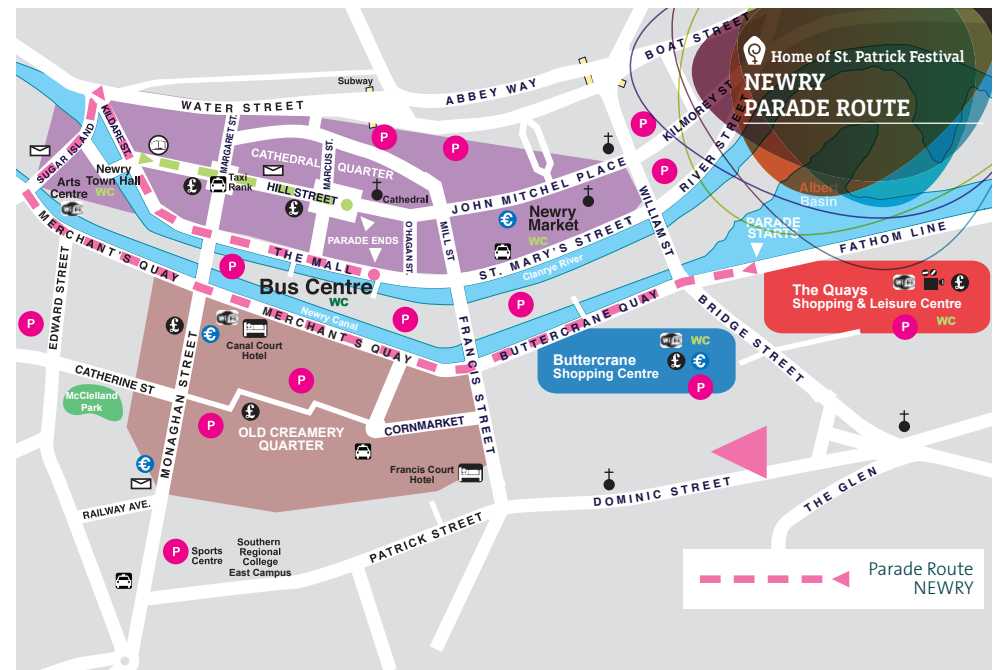 Home of St. Patrick Festival
NEWRY
PARADE ROUTE
BOAT STREET
Subway
ABBEY WAY
WATER STREET
KILMOREY ST
RIVER STREET
P
P
P
P
KILDARE ST
SUGAR ISLAND
MARGARET ST.
MARCUS ST.
CATHEDRAL
QUARTER
Newry
Town Hall
WC
Arts
Centre
WiFi
£
Taxi
Rank
HILL STREET
£
Cathedral
JOHN MITCHEL PLACE
WILLIAM ST
Albert
Basin
€
Newry
Market
WC
PARADE
STARTS
FATHOM LINE
PARADE ENDS
O'HAGAN ST.
MILL ST
ST. MARY'S STREET
Clanrye River
MERCHANT'S QUAY
EDWARD STREET
THE MALL
P
Bus Centre
WC
Newry Canal
P
P
P
MERCHANT'S QUAY
BUTTERCRANE QUAY
BRIDGE STREET
The Quays
Shopping & Leisure Centre
WiFi
£
P
WC
£
€
WiFi
Canal Court
Hotel
Buttercrane
Shopping Centre
WiFi
WC
£
€
P
FRANCIS STREET
CATHERINE ST
McClelland
Park
MONAGHAN STREET
P
P
£
OLD CREAMERY
QUARTER
CORNMARKET
€
Francis Court
Hotel
DOMINIC STREET
THE GLEN
RAILWAY AVE.
PATRICK STREET
P
Sports
Centre
Southern
Regional
College
East Campus
Parade Route
NEWRY